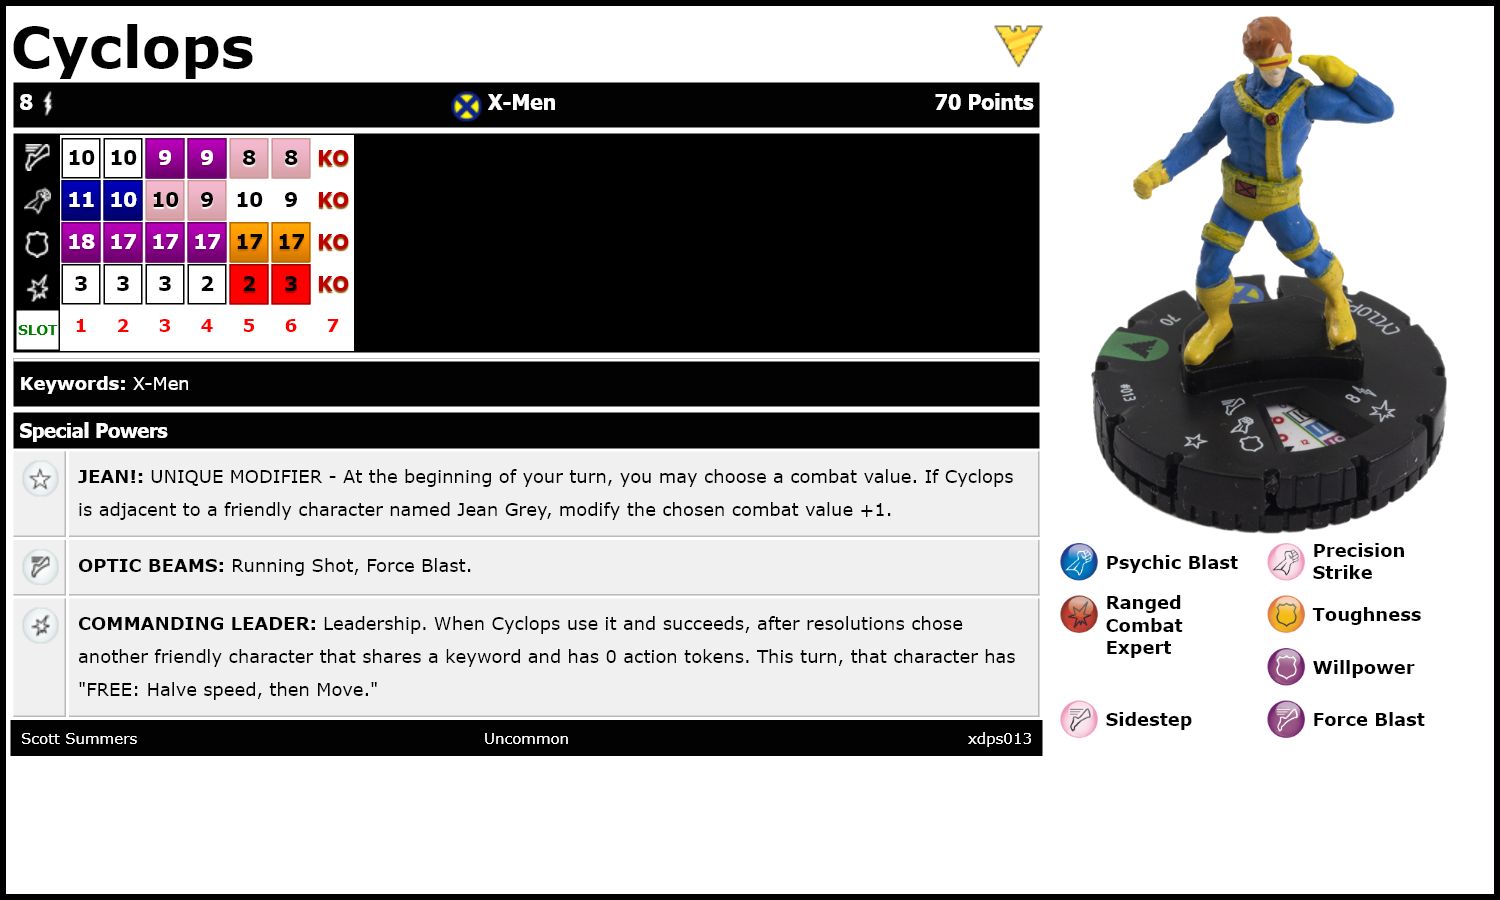 Cyclops
8 X-Men 70 Points
10 10 9 9 8 8 KO
11 10 10 9 10 9 KO
18 17 17 17 17 17 KO
3 3 3 2 2 3 KO
SLOT 1 2 3 4 5 6 7
Keywords: X-Men
Special Powers
JEAN!: UNIQUE MODIFIER - At the beginning of your turn, you may choose a combat value. If Cyclops
is adjacent to a friendly character named Jean Grey, modify the chosen combat value +1.
OPTIC BEAMS: Running Shot, Force Blast.
COMMANDING LEADER: Leadership. When Cyclops use it and succeeds, after resolutions chose
another friendly character that shares a keyword and has 0 action tokens. This turn, that character has
"FREE: Halve speed, then Move."
Scott Summers Uncommon xdps013
CYCLOPS
70
#013
8
12
Psychic Blast
Precision
Strike
Ranged
Combat
Expert
Toughness
Willpower
Sidestep
Force Blast